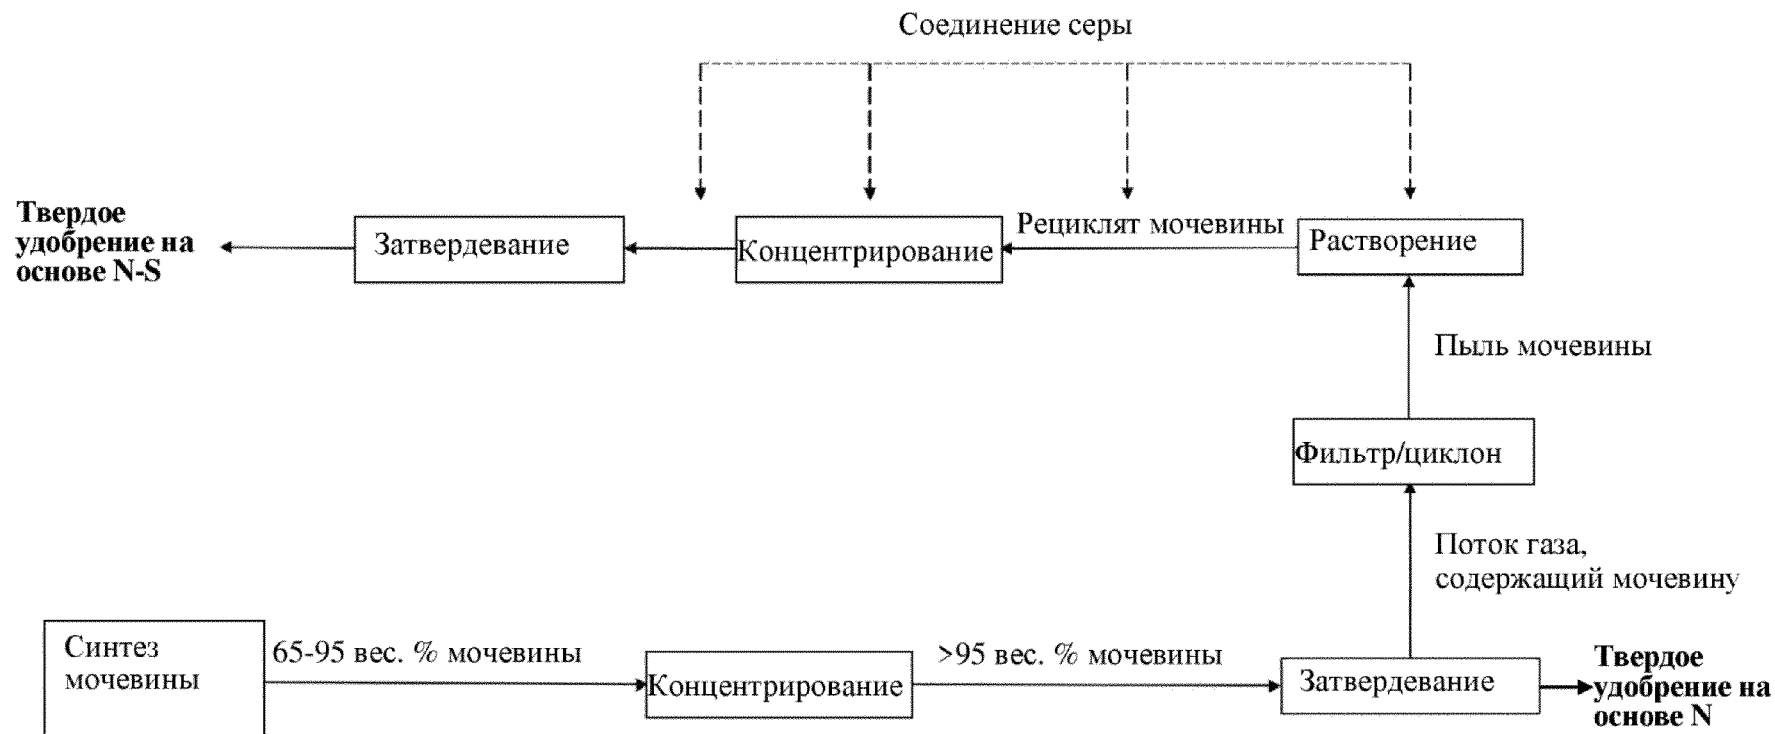 Соединение серы
Твердое
удобрение на
основе N-S
Затвердевание
Концентрирование
Рециклят мочевины
Растворение
Пыль мочевины
Фильтр/циклон
Поток газа,
содержащий мочевину
Синтез
мочевины
65-95 вес. % мочевины
Концентрирование
>95 вес. % мочевины
Затвердевание
Твердое
удобрение на
основе N